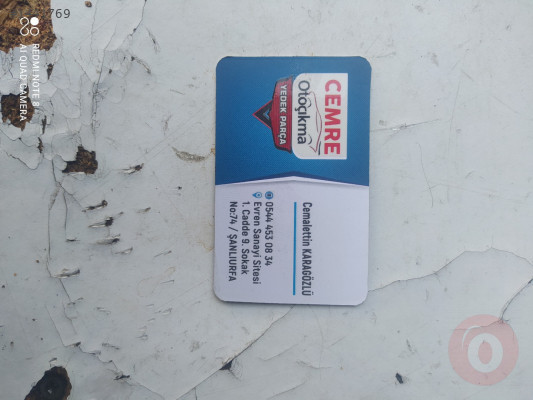 769
REDMI NOTE 8
AI QUAD CAMERA
CEMRE
Otoçıkma
YEDEK PARÇA
Cemalettin KARAGÖZLÜ
0544 453 08 34
Evren Sanayi Sitesi
1. Cadde 9. Sokak
No:74 / ŞANLIURFA